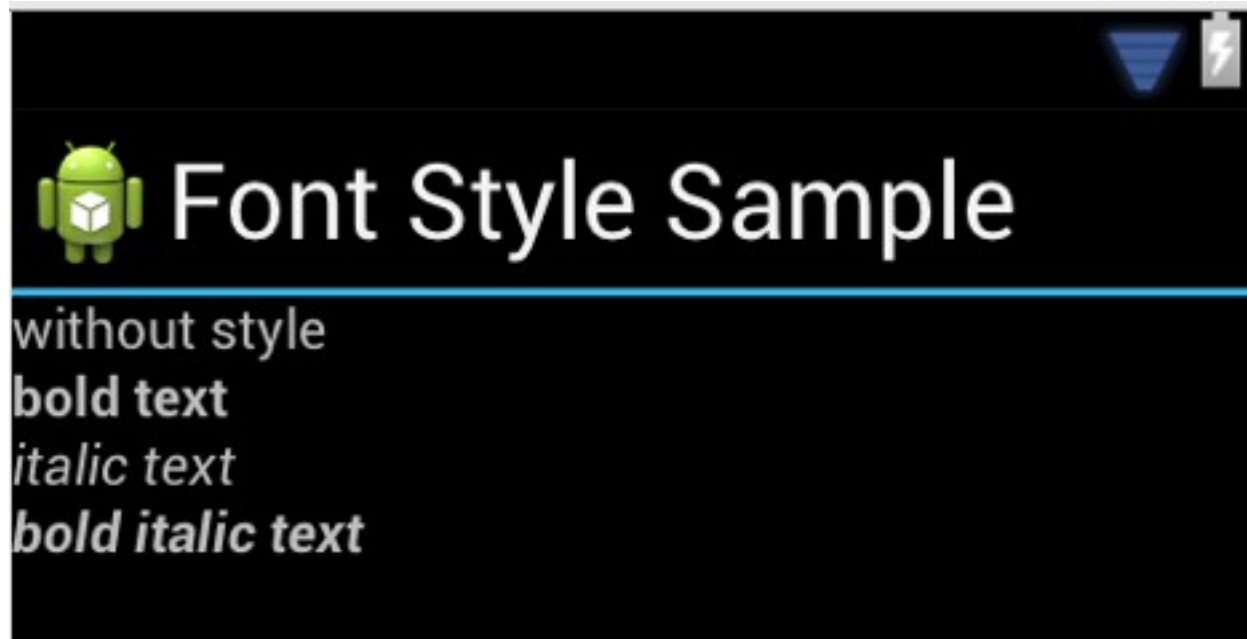 Font Style Sample
without style
bold text
italic text
bold italic text